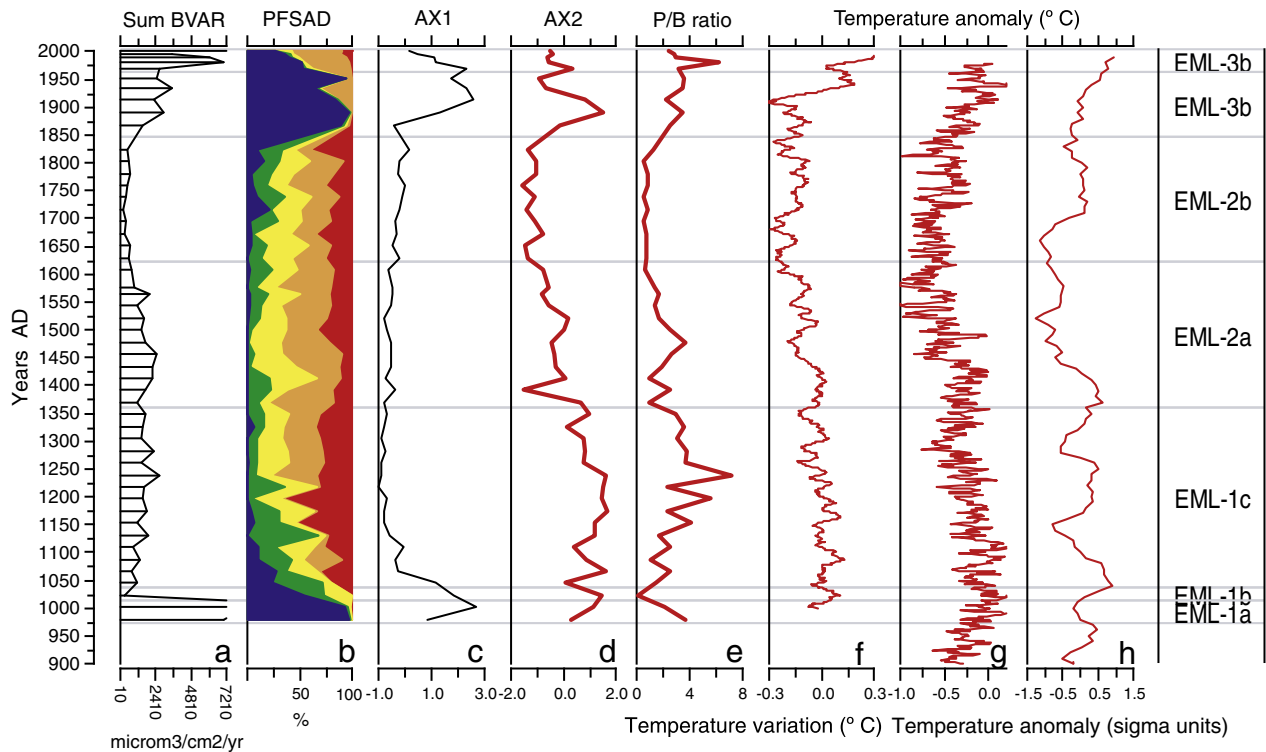 Sum BVAR PFSAD AX1 AX2 P/B ratio Temperature anomaly (º C)
2000
1950
1900
1850
1800
1750
1700
1650
1600
1550
1500
1450
1400
1350
1300
1250
1200
1150
1100
1050
1000
950
900
Years AD
EML-3b
EML-3b
EML-2b
EML-2a
EML-1c
EML-1b
EML-1a
a b c d e f g h
10 2410 4810 7210
50 100
-1.0 1.0 3.0
-2.0 0.0 2.0
0 4 8
-0.3 0.0 0.3
-1.0 0.0
-1.5 -0.5 0.5 1.5
microm3/cm2/yr
%
Temperature variation (º C) Temperature anomaly (sigma units)